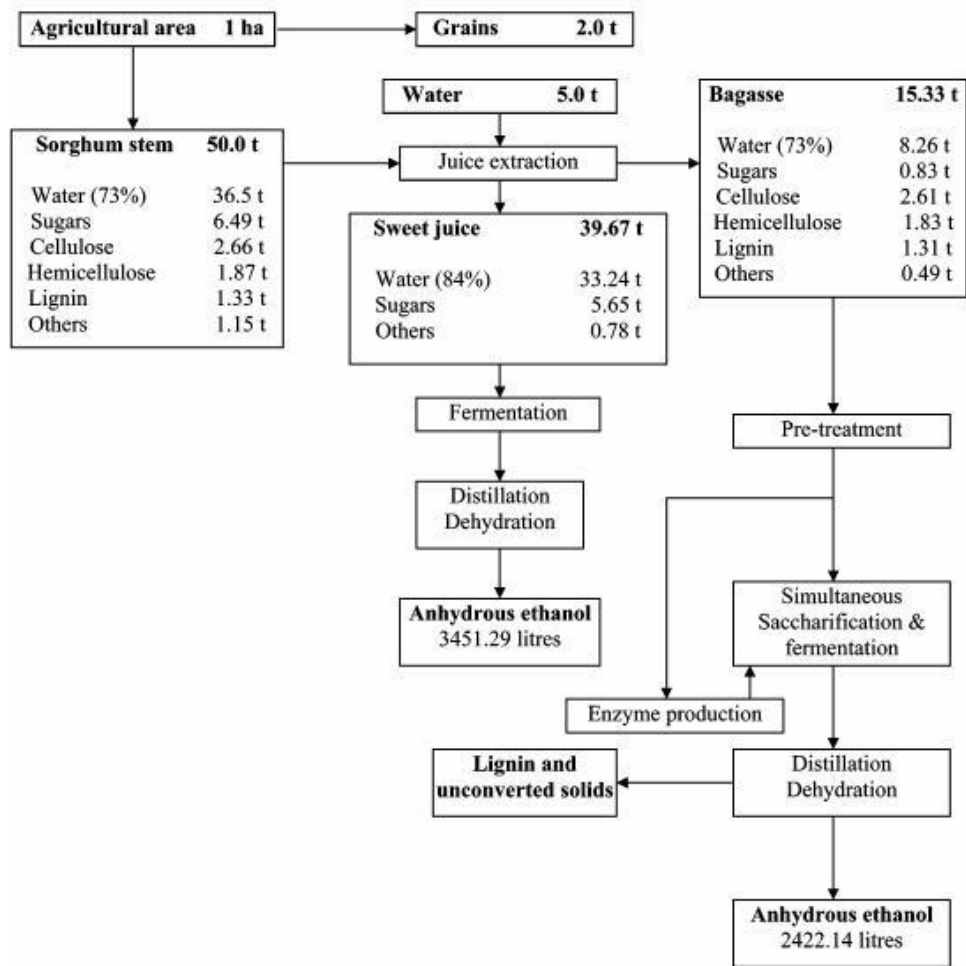 Agricultural area 1 ha
Grains 2.0 t
Water 5.0 t
Bagasse 15.33 t
Water (73%) 8.26 t
Sugars 0.83 t
Cellulose 2.61 t
Hemicellulose 1.83 t
Lignin 1.31 t
Others 0.49 t
Sorghum stem 50.0 t
Water (73%) 36.5 t
Sugars 6.49 t
Cellulose 2.66 t
Hemicellulose 1.87 t
Lignin 1.33 t
Others 1.15 t
Juice extraction
Sweet juice 39.67 t
Water (84%) 33.24 t
Sugars 5.65 t
Others 0.78 t
Fermentation
Pre-treatment
Distillation
Dehydration
Anhydrous ethanol
3451.29 litres
Simultaneous
Saccharification &
fermentation
Enzyme production
Lignin and
unconverted solids
Distillation
Dehydration
Anhydrous ethanol
2422.14 litres